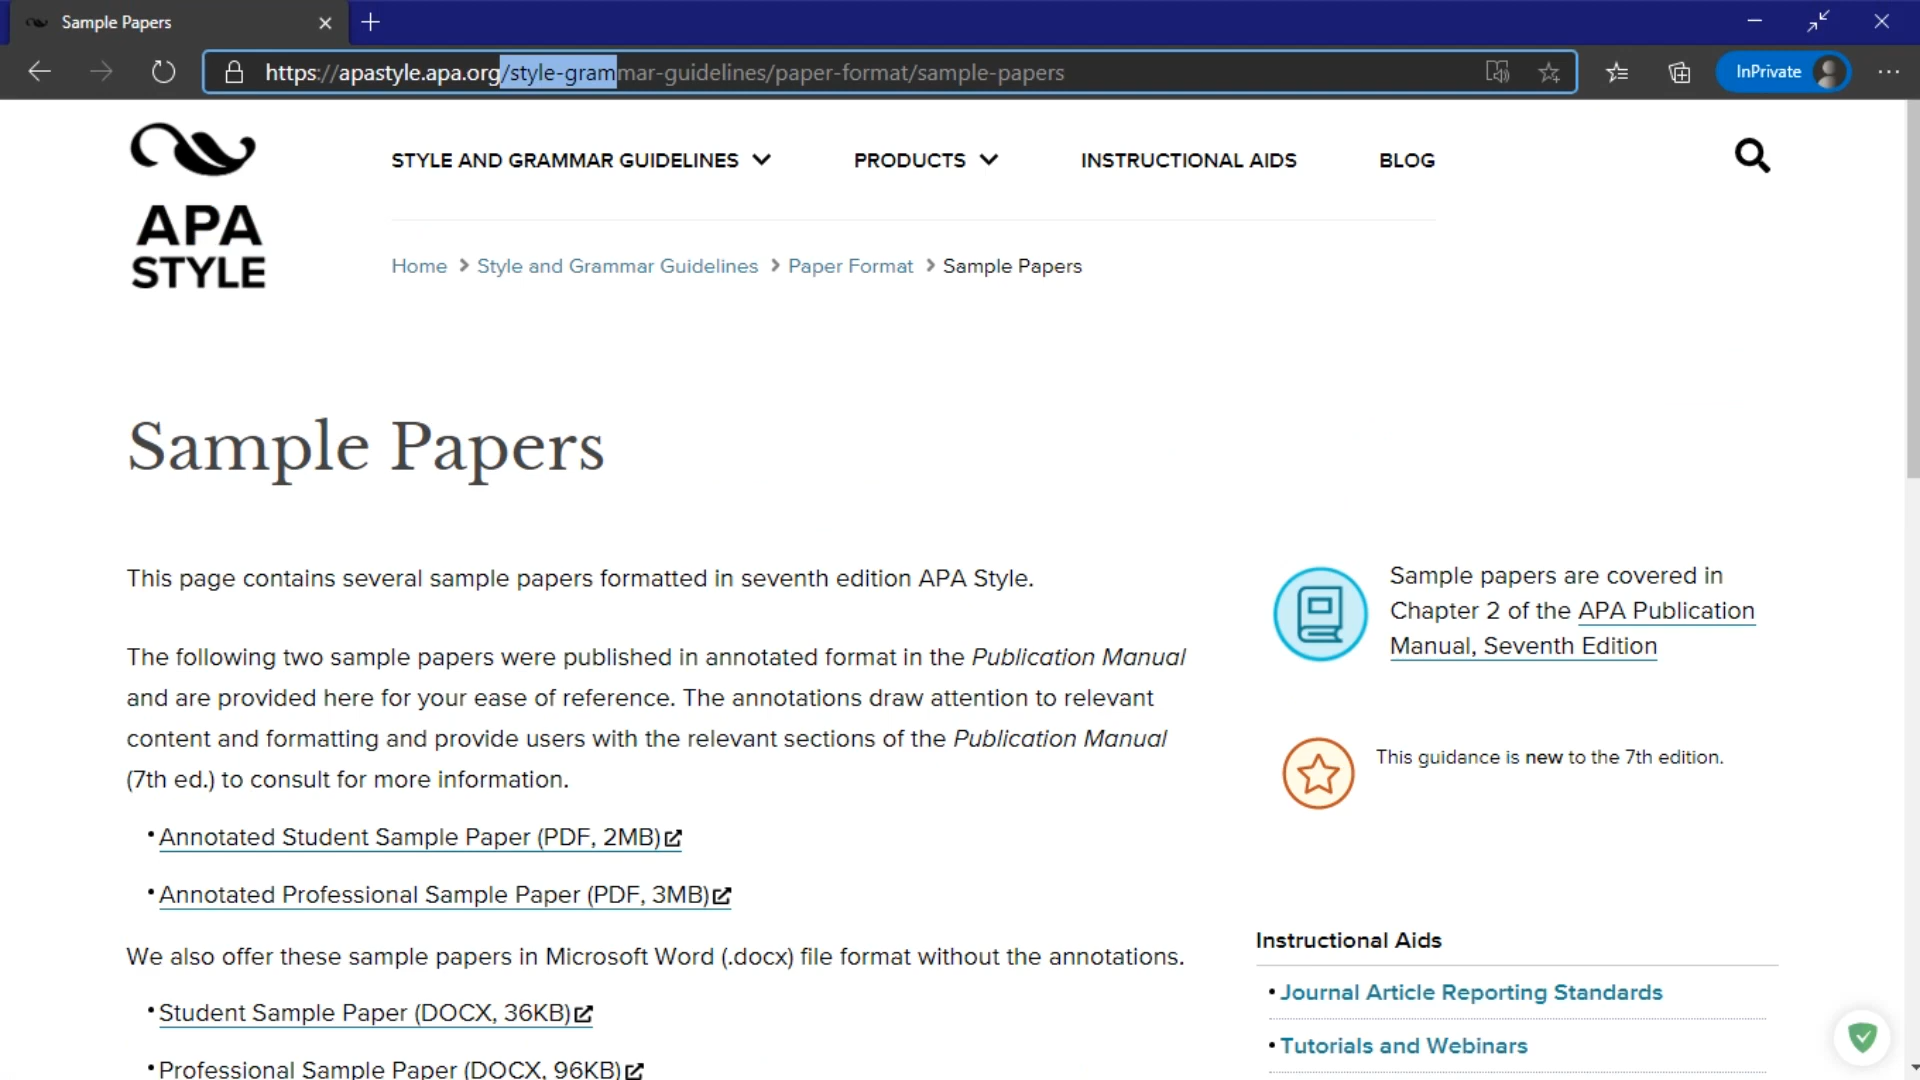 Sample Papers
https://apastyle.apa.org/style-grammar-guidelines/paper-format/sample-papers
InPrivate
APA
STYLE
STYLE AND GRAMMAR GUIDELINES
PRODUCTS
INSTRUCTIONAL AIDS
BLOG
Home > Style and Grammar Guidelines > Paper Format > Sample Papers
Sample Papers
This page contains several sample papers formatted in seventh edition APA Style.
The following two sample papers were published in annotated format in the Publication Manual
and are provided here for your ease of reference. The annotations draw attention to relevant
content and formatting and provide users with the relevant sections of the Publication Manual
(7th ed.) to consult for more information.
• Annotated Student Sample Paper (PDF, 2MB)
• Annotated Professional Sample Paper (PDF, 3MB)
We also offer these sample papers in Microsoft Word (.docx) file format without the annotations.
• Student Sample Paper (DOCX, 36KB)
• Professional Sample Paper (DOCX, 96KB)
Sample papers are covered in
Chapter 2 of the APA Publication
Manual, Seventh Edition
This guidance is new to the 7th edition.
Instructional Aids
• Journal Article Reporting Standards
• Tutorials and Webinars